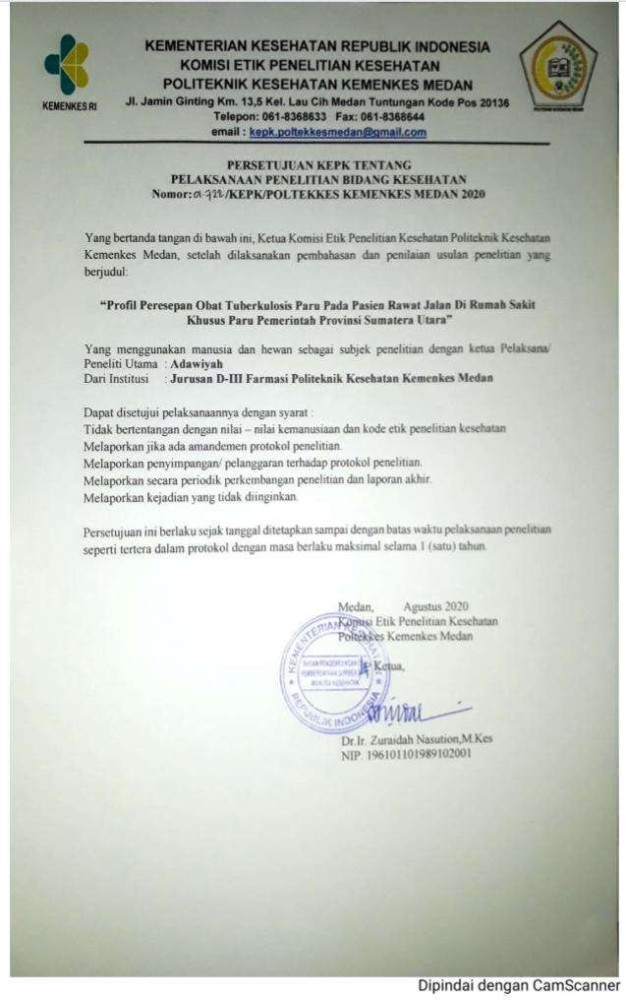 KEMENTERIAN KESEHATAN REPUBLIK INDONESIA
KOMISI ETIK PENELITIAN KESEHATAN
POLITEKNIK KESEHATAN KEMENKES MEDAN
KEMENKES RI
Jl. Jamin Ginting Km. 13,5 Kel. Lau Cih Medan Tuntungan Kode Pos 20136
Telepon: 061-8368633 Fax: 061-8368644
email : kepk.poltekkesmedan@gmail.com
PERSETUJUAN KEPK TENTANG
PELAKSANAAN PENELITIAN BIDANG KESEHATAN
Nomor: /KEPK/POLTEKKES KEMENKES MEDAN 2020
Yang bertanda tangan di bawah ini, Ketua Komisi Etik Penelitian Kesehatan Politeknik Kesehatan
Kemenkes Medan, setelah dilaksanakan pembahasan dan penilaian usulan penelitian yang
berjudul:
“Profil Peresepan Obat Tuberkulosis Paru Pada Pasien Rawat Jalan Di Rumah Sakit
Khusus Paru Pemerintah Provinsi Sumatera Utara”
Yang menggunakan manusia dan hewan sebagai subjek penelitian dengan ketua Pelaksana/
Peneliti Utama : Adawiyah
Dari Institusi : Jurusan D-III Farmasi Politeknik Kesehatan Kemenkes Medan
Dapat disetujui pelaksanaannya dengan syarat :
Tidak bertentangan dengan nilai – nilai kemanusiaan dan kode etik penelitian kesehatan
Melaporkan jika ada amandemen protokol penelitian.
Melaporkan penyimpangan/ pelanggaran terhadap protokol penelitian.
Melaporkan secara periodik perkembangan penelitian dan laporan akhir.
Melaporkan kejadian yang tidak diinginkan.
Persetujuan ini berlaku sejak tanggal ditetapkan sampai dengan batas waktu pelaksanaan penelitian
seperti tertera dalam protokol dengan masa berlaku maksimal selama 1 (satu) tahun.
Medan, Agustus 2020
Komisi Etik Penelitian Kesehatan
Poltekkes Kemenkes Medan
Ketua,
KEMENTERIAN KESEHATAN
REPUBLIK INDONESIA
Dr.Ir. Zuraidah Nasution,M.Kes
NIP. 196101101989102001
Dipindai dengan CamScanner